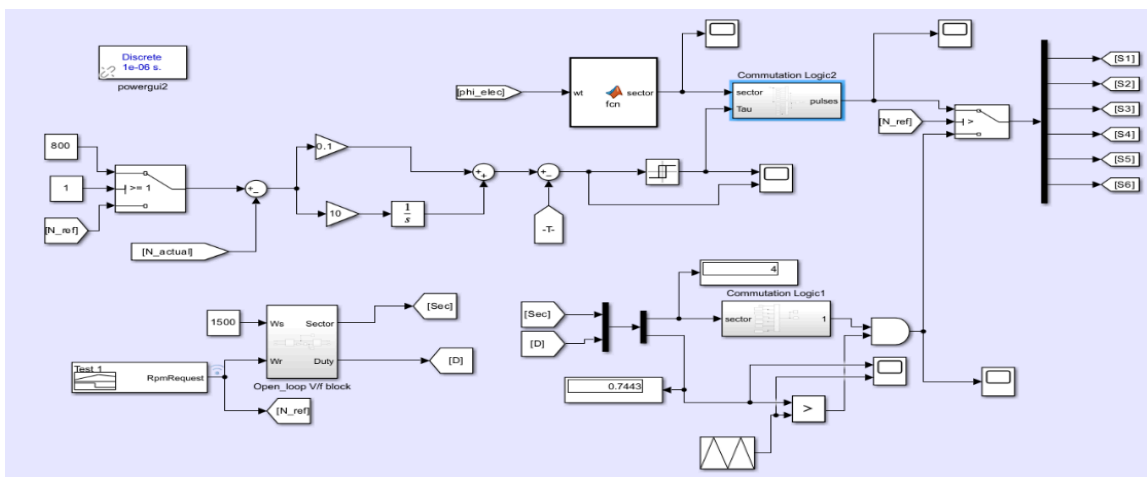 Discrete
1e-06 s.
powergui2
[phi_elec]
wt
sector
fcn
Commutation Logic2
sector
Tau
pulses
[N_ref]
>
[S1]
[S2]
[S3]
[S4]
[S5]
[S6]
800
1
>= 1
[N_ref]
[N_actual]
+
-
0.1
10
1
s
+
+
+
-
-T-
1500
Ws
Sector
Wr
Duty
Open_loop V/f block
[Sec]
[D]
Test 1
RpmRequest
[N_ref]
[Sec]
[D]
4
Commutation Logic1
sector
1
0.7443
>